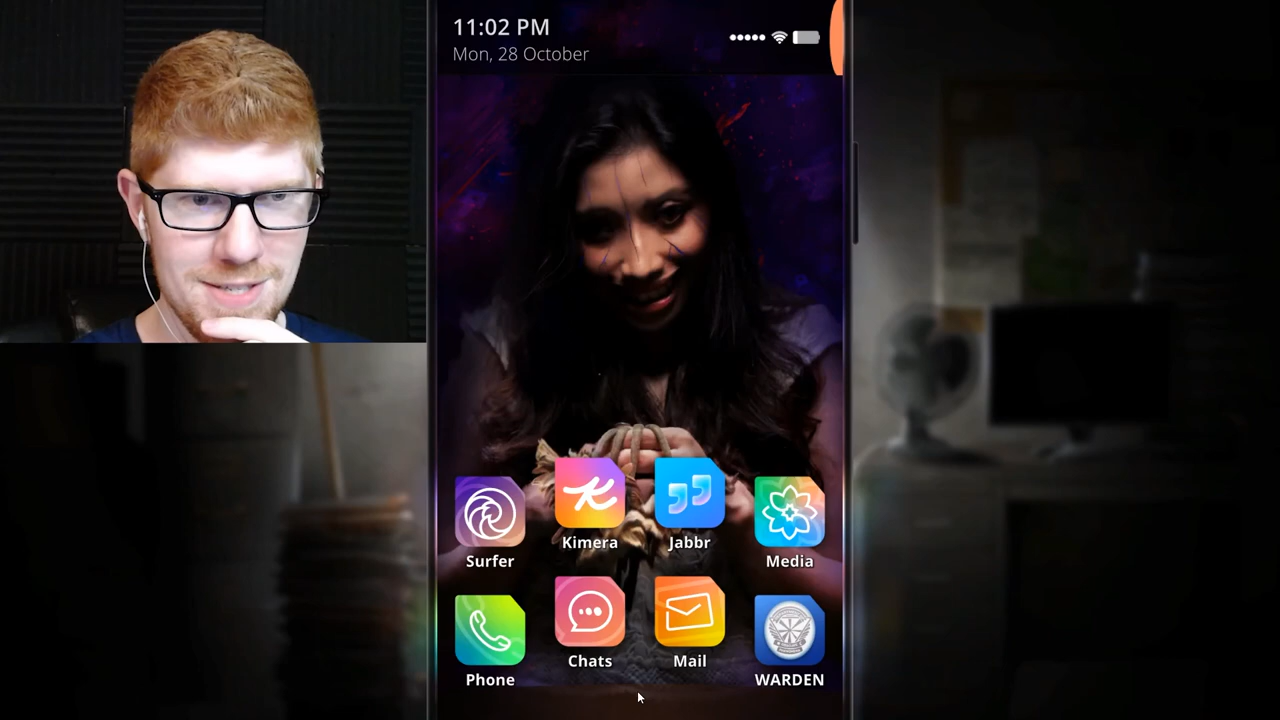 11:02 PM
Mon, 28 October
Surfer
Kimera
Jabbr
Media
Phone
Chats
Mail
WARDEN